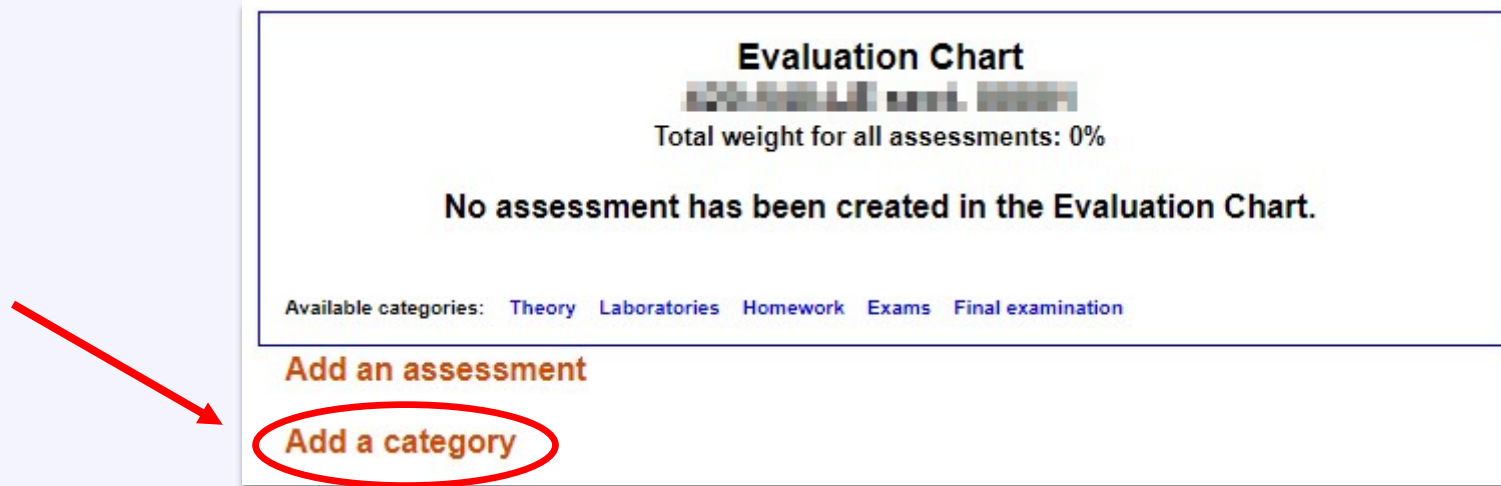 Evaluation Chart
Total weight for all assessments: 0%
No assessment has been created in the Evaluation Chart.
Available categories: Theory Laboratories Homework Exams Final examination
Add an assessment
Add a category